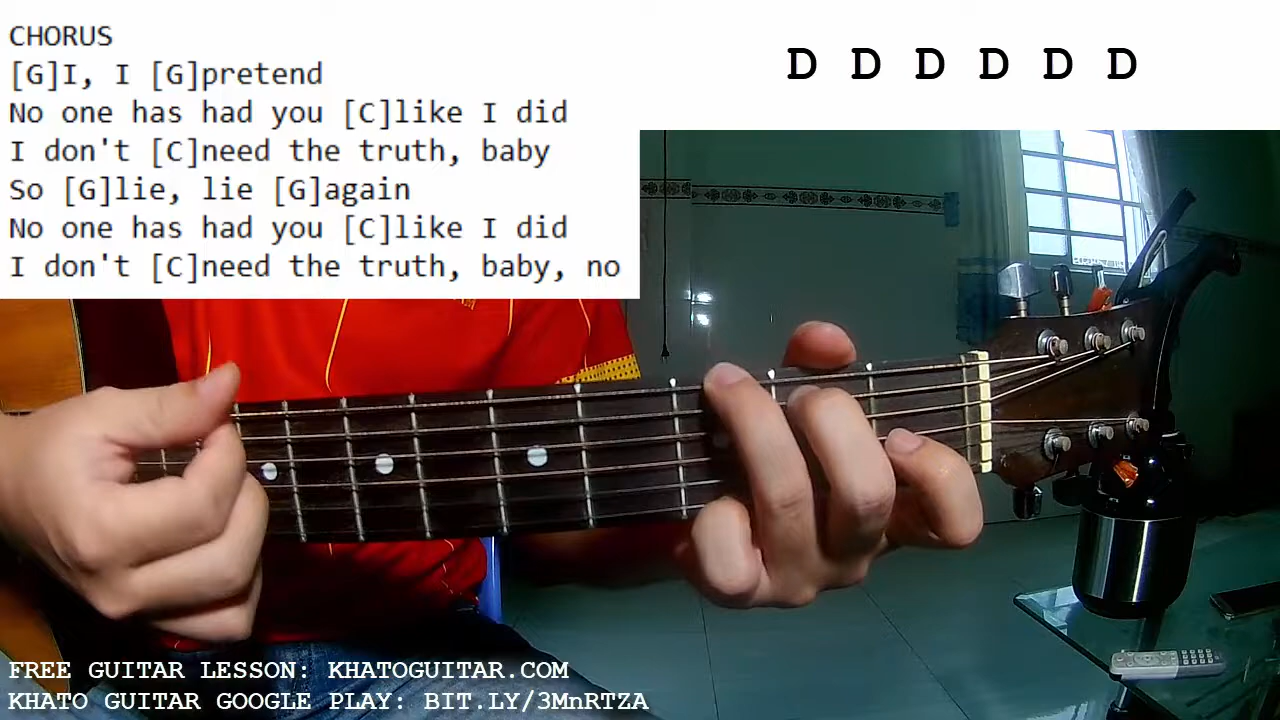 CHORUS
[G]I, I [G]pretend
No one has had you [C]like I did
I don't [C]need the truth, baby
So [G]lie, lie [G]again
No one has had you [C]like I did
I don't [C]need the truth, baby, no
D D D D D D
FREE GUITAR LESSON: KHATOGUITAR.COM
KHATO GUITAR GOOGLE PLAY: BIT.LY/3MnRTZA